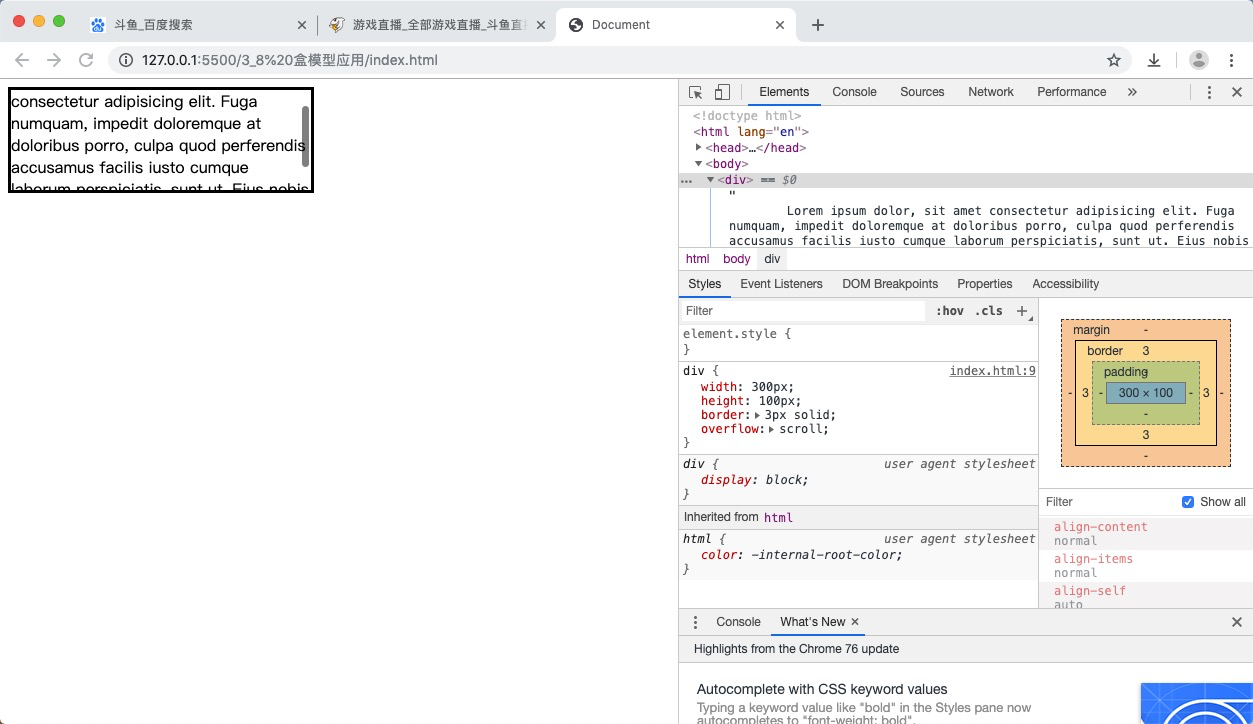 斗鱼_百度搜索
游戏直播_全部游戏直播_斗鱼直
Document
127.0.0.1:5500/3_8%20盒模型应用/index.html
consectetur adipisicing elit. Fuga
numquam, impedit doloremque at
doloribus porro, culpa quod perferendis
accusamus facilis iusto cumque
laborum perspiciatis, sunt ut. Eius nobis
Elements Console Sources Network Performance »
<!doctype html>
<html lang="en">
<head>…</head>
<body>
… <div> == $0
"
Lorem ipsum dolor, sit amet consectetur adipisicing elit. Fuga
numquam, impedit doloremque at doloribus porro, culpa quod perferendis
accusamus facilis iusto cumque laborum perspiciatis, sunt ut. Eius nobis
html body div
Styles Event Listeners DOM Breakpoints Properties Accessibility
Filter :hov .cls +
element.style {
}
div { index.html:9
width: 300px;
height: 100px;
border: 3px solid;
overflow: scroll;
}
div { user agent stylesheet
display: block;
}
Inherited from html
html { user agent stylesheet
color: -internal-root-color;
}
margin -
border 3
padding -
- 3 - 300 × 100 - 3 -
-
3
-
Filter Show all
align-content
normal
align-items
normal
align-self
auto
Console What's New ×
Highlights from the Chrome 76 update
Autocomplete with CSS keyword values
Typing a keyword value like "bold" in the Styles pane now
autocompletes to "font-weight: bold".